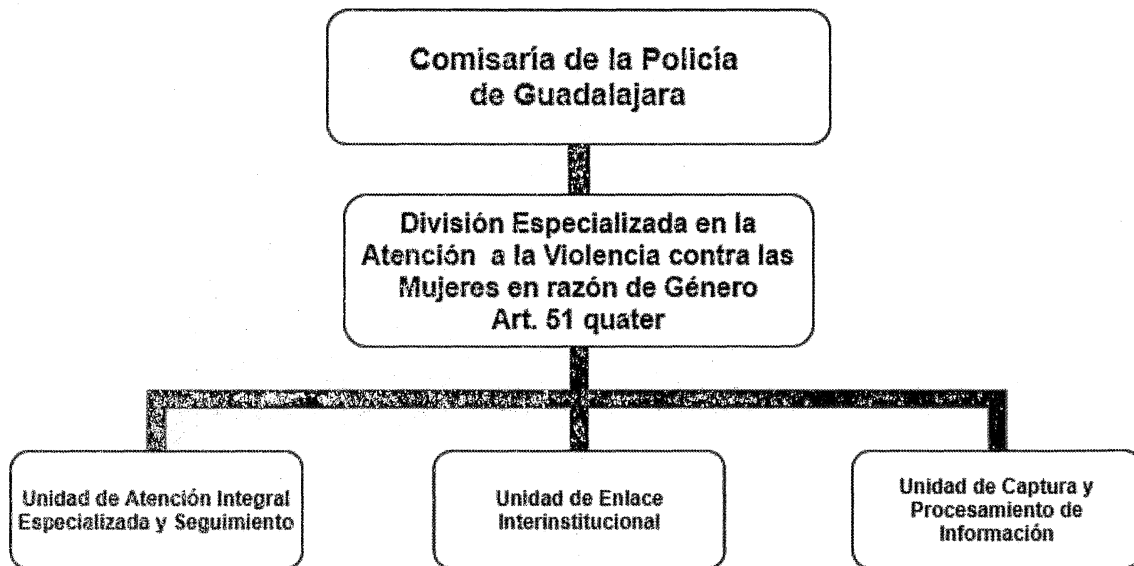 Comisaría de la Policía
de Guadalajara
División Especializada en la
Atención a la Violencia contra las
Mujeres en razón de Género
Art. 51 quater
Unidad de Atención Integral
Especializada y Seguimiento
Unidad de Enlace
Interinstitucional
Unidad de Captura y
Procesamiento de
Información